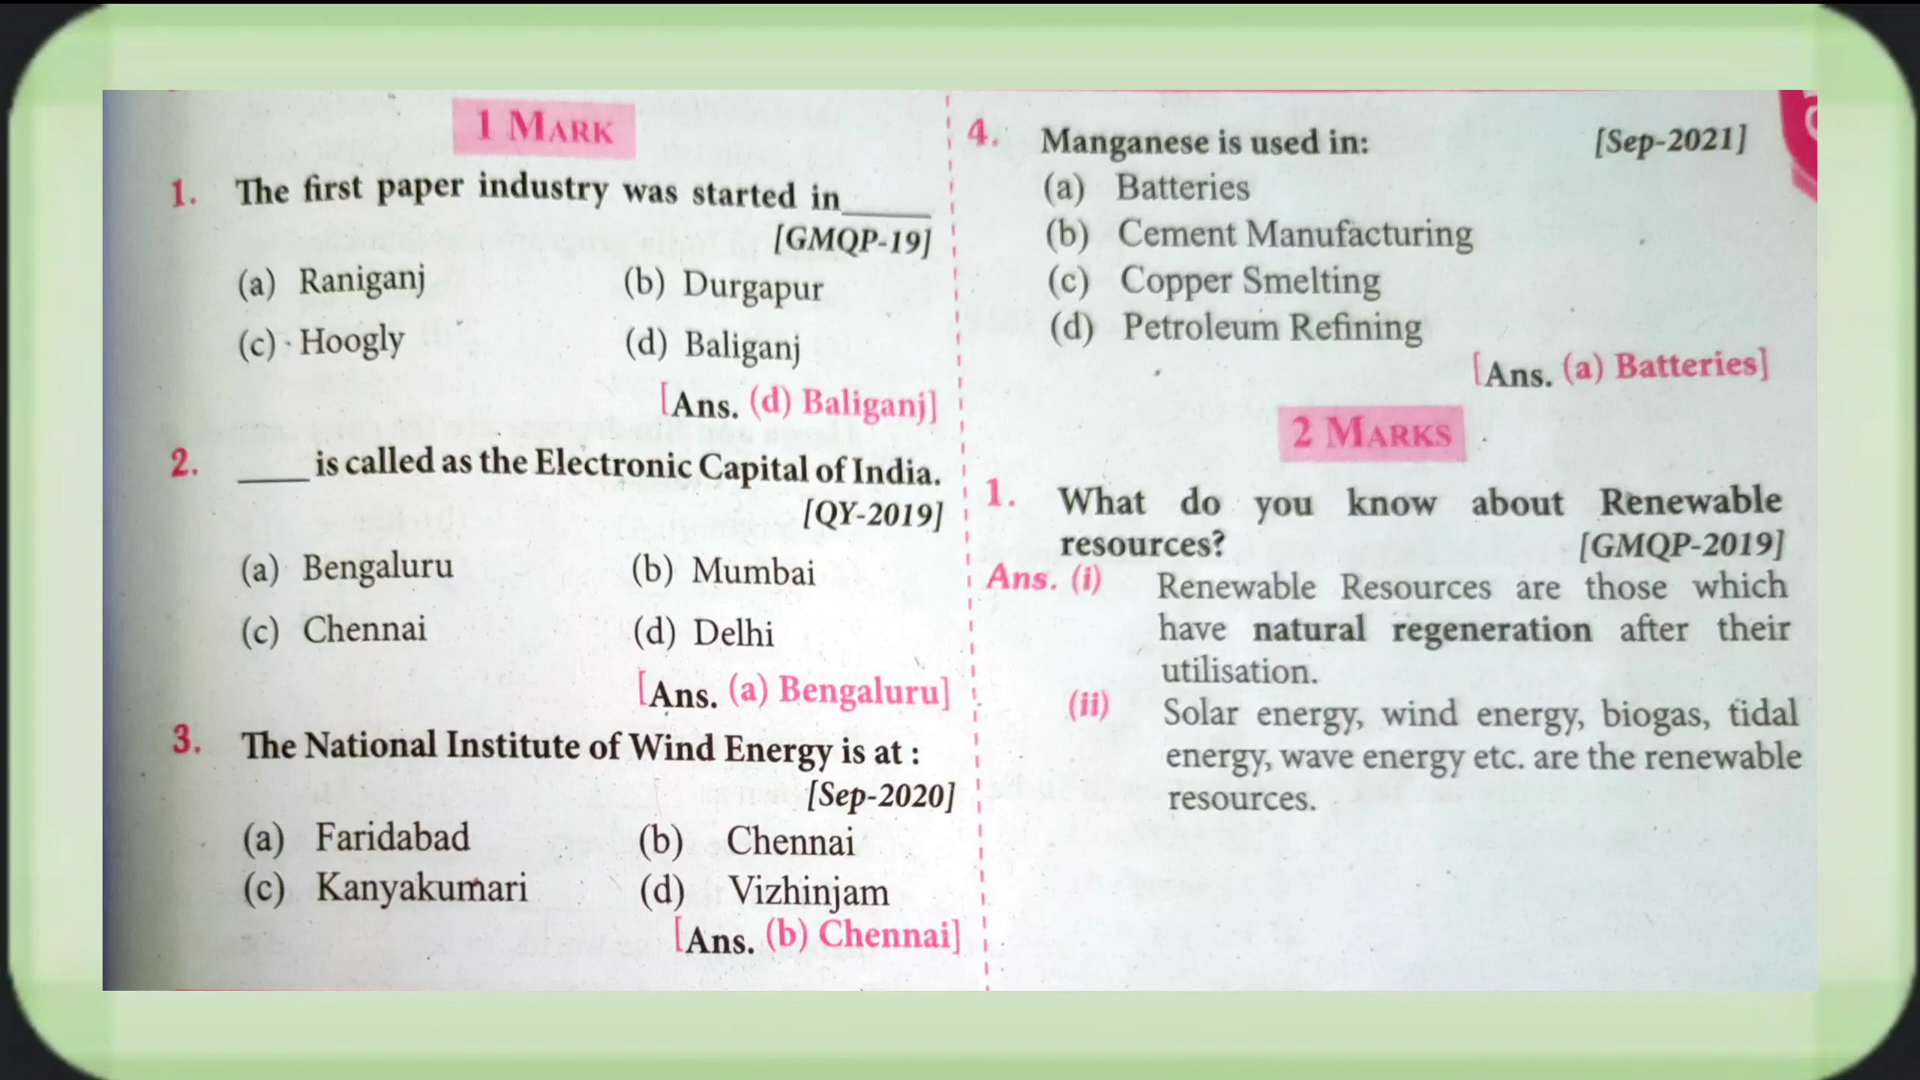 1 MARK
1. The first paper industry was started in_____
[GMQP-19]
(a) Raniganj (b) Durgapur
(c) Hoogly (d) Baliganj
[Ans. (d) Baliganj]
2. ____ is called as the Electronic Capital of India.
[QY-2019]
(a) Bengaluru (b) Mumbai
(c) Chennai (d) Delhi
[Ans. (a) Bengaluru]
3. The National Institute of Wind Energy is at :
[Sep-2020]
(a) Faridabad (b) Chennai
(c) Kanyakumari (d) Vizhinjam
[Ans. (b) Chennai]
4. Manganese is used in: [Sep-2021]
(a) Batteries
(b) Cement Manufacturing
(c) Copper Smelting
(d) Petroleum Refining
[Ans. (a) Batteries]
2 MARKS
1. What do you know about Renewable
resources? [GMQP-2019]
Ans. (i) Renewable Resources are those which
have natural regeneration after their
utilisation.
(ii) Solar energy, wind energy, biogas, tidal
energy, wave energy etc. are the renewable
resources.